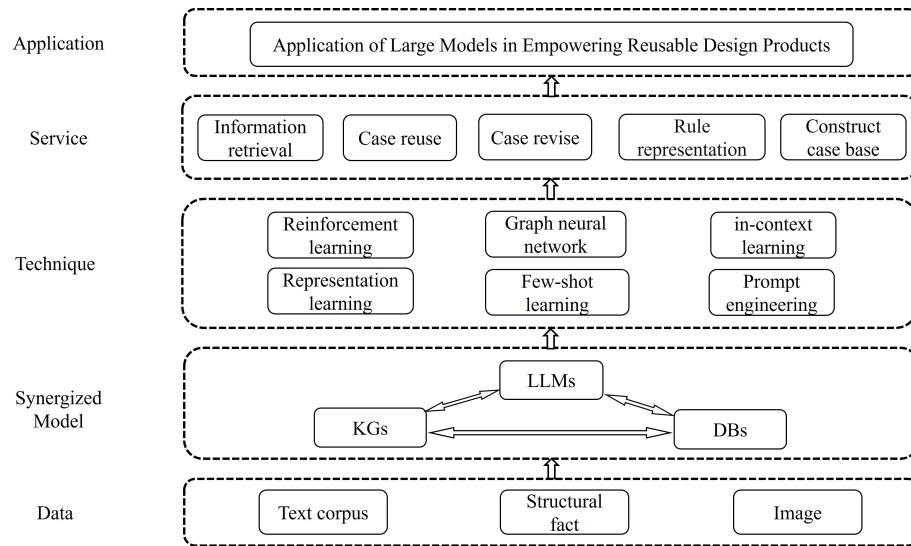 Application
Application of Large Models in Empowering Reusable Design Products
Service
Information
retrieval
Case reuse
Case revise
Rule
representation
Construct
case base
Technique
Reinforcement
learning
Graph neural
network
in-context
learning
Representation
learning
Few-shot
learning
Prompt
engineering
Synergized
Model
LLMs
KGs
DBs
Data
Text corpus
Structural
fact
Image